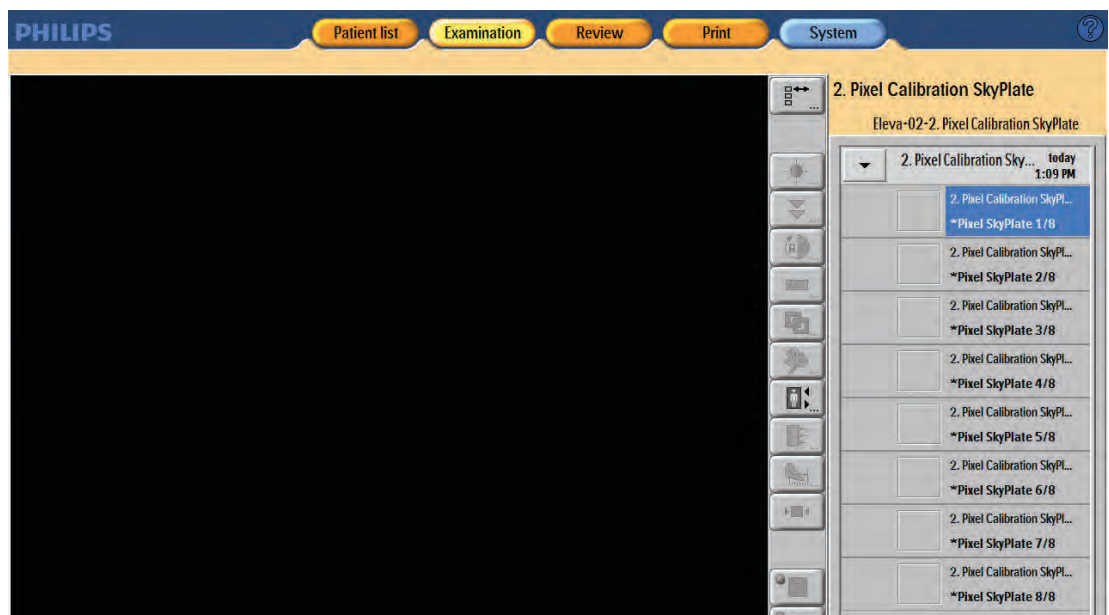 PHILIPS
Patient list
Examination
Review
Print
System
?
2. Pixel Calibration SkyPlate
Eleva-02-2. Pixel Calibration SkyPlate
2. Pixel Calibration Sky... today
1:09 PM
2. Pixel Calibration SkyPl...
*Pixel SkyPlate 1/8
2. Pixel Calibration SkyPl...
*Pixel SkyPlate 2/8
2. Pixel Calibration SkyPl...
*Pixel SkyPlate 3/8
2. Pixel Calibration SkyPl...
*Pixel SkyPlate 4/8
2. Pixel Calibration SkyPl...
*Pixel SkyPlate 5/8
2. Pixel Calibration SkyPl...
*Pixel SkyPlate 6/8
2. Pixel Calibration SkyPl...
*Pixel SkyPlate 7/8
2. Pixel Calibration SkyPl...
*Pixel SkyPlate 8/8